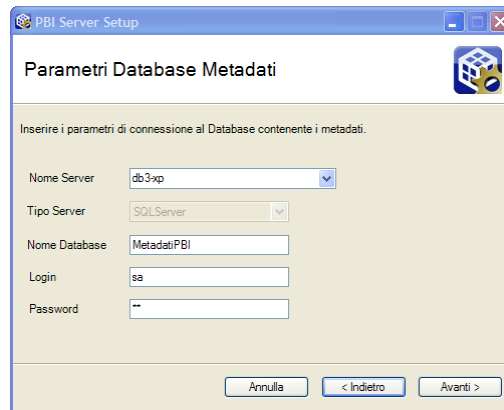 PBI Server Setup
Parametri Database Metadati
Inserire i parametri di connessione al Database contenente i metadati.
Nome Server db3-xp
Tipo Server SQLServer
Nome Database MetadatiPBI
Login sa
Password **
Annulla < Indietro Avanti >